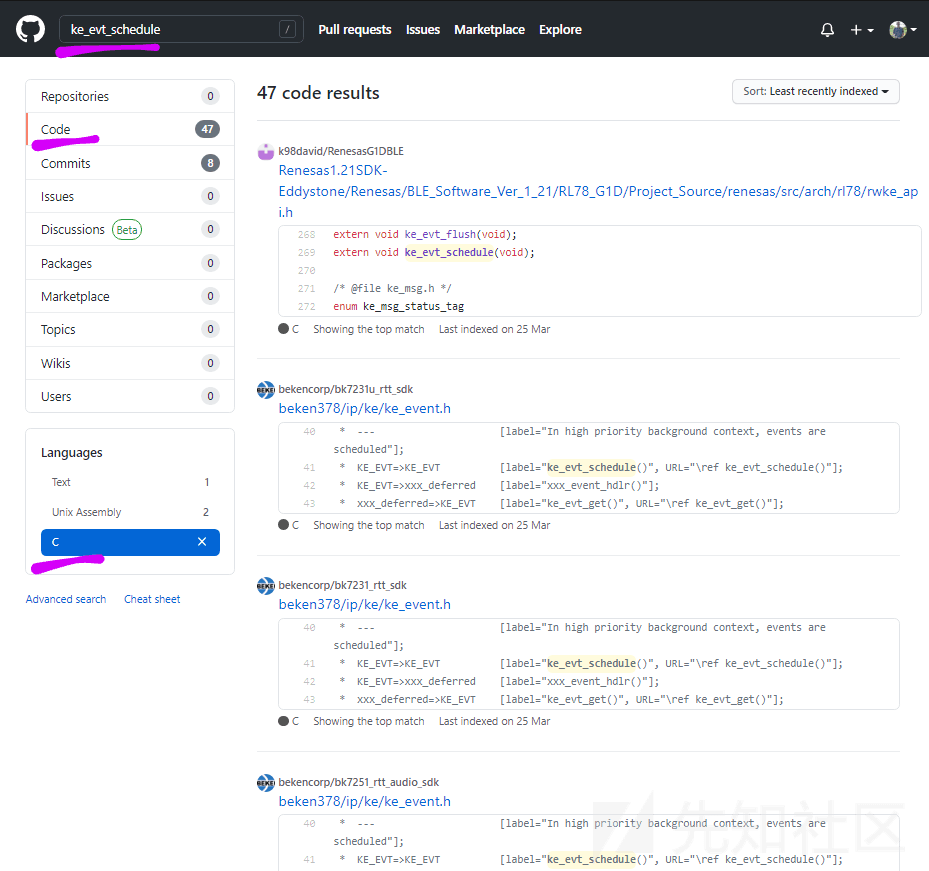 ke_evt_schedule
/
Pull requests
Issues
Marketplace
Explore
Repositories 0
Code 47
Commits 8
Issues 0
Discussions Beta 0
Packages 0
Marketplace 0
Topics 0
Wikis 0
Users 0
Languages
Text 1
Unix Assembly 2
C
Advanced search Cheat sheet
47 code results
Sort: Least recently indexed
k98david/RenesasG1DBLE
Renesas1.21SDK-
Eddystone/Renesas/BLE_Software_Ver_1_21/RL78_G1D/Project_Source/renesas/src/arch/rl78/rwke_ap
i.h
268 extern void ke_evt_flush(void);
269 extern void ke_evt_schedule(void);
270
271 /* @file ke_msg.h */
272 enum ke_msg_status_tag
C Showing the top match Last indexed on 25 Mar
BEKEN bekencorp/bk7231u_rtt_sdk
beken378/ip/ke/ke_event.h
40 * --- [label="In high priority background context, events are
scheduled"];
41 * KE_EVT=>KE_EVT [label="ke_evt_schedule()", URL="\ref ke_evt_schedule()"];
42 * KE_EVT=>xxx_deferred [label="xxx_event_hdlr()"];
43 * xxx_deferred=>KE_EVT [label="ke_evt_get()", URL="\ref ke_evt_get()"];
C Showing the top match Last indexed on 25 Mar
BEKEN bekencorp/bk7231_rtt_sdk
beken378/ip/ke/ke_event.h
40 * --- [label="In high priority background context, events are
scheduled"];
41 * KE_EVT=>KE_EVT [label="ke_evt_schedule()", URL="\ref ke_evt_schedule()"];
42 * KE_EVT=>xxx_deferred [label="xxx_event_hdlr()"];
43 * xxx_deferred=>KE_EVT [label="ke_evt_get()", URL="\ref ke_evt_get()"];
C Showing the top match Last indexed on 25 Mar
BEKEN bekencorp/bk7251_rtt_audio_sdk
beken378/ip/ke/ke_event.h
40 * --- [label="In high priority background context, events are
scheduled"];
41 * KE_EVT=>KE_EVT [label="ke_evt_schedule()", URL="\ref ke_evt_schedule()"];
先知社区